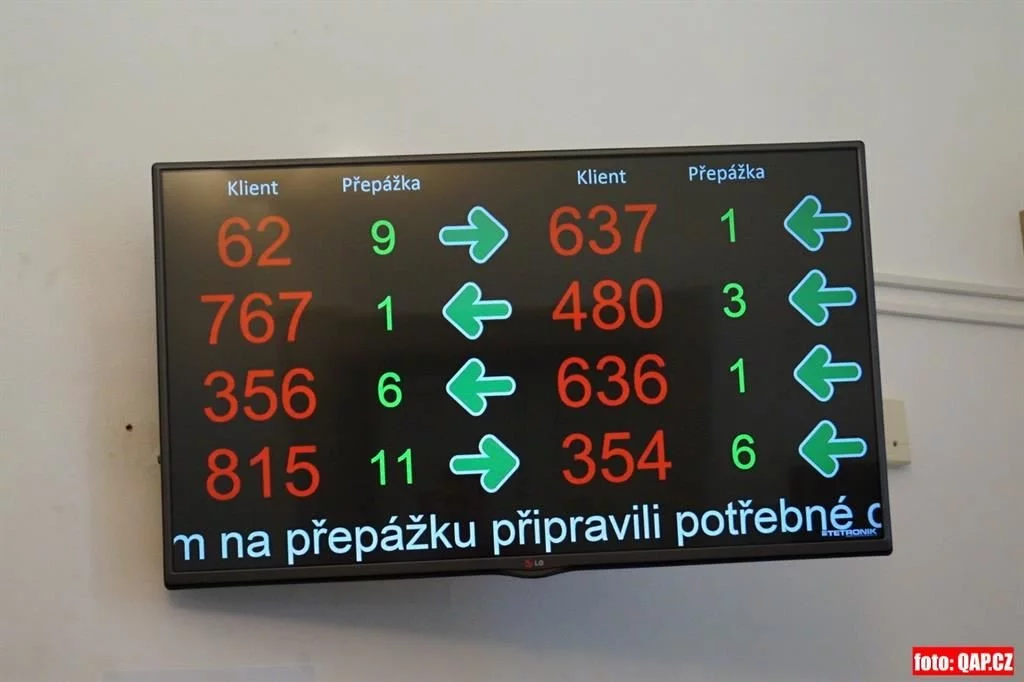 Klient Přepážka Klient Přepážka
62 9 637 1
767 1 480 3
356 6 636 1
815 11 354 6
na přepážku připravili potřebné
TETRONIK
LG
foto: QAP.CZ